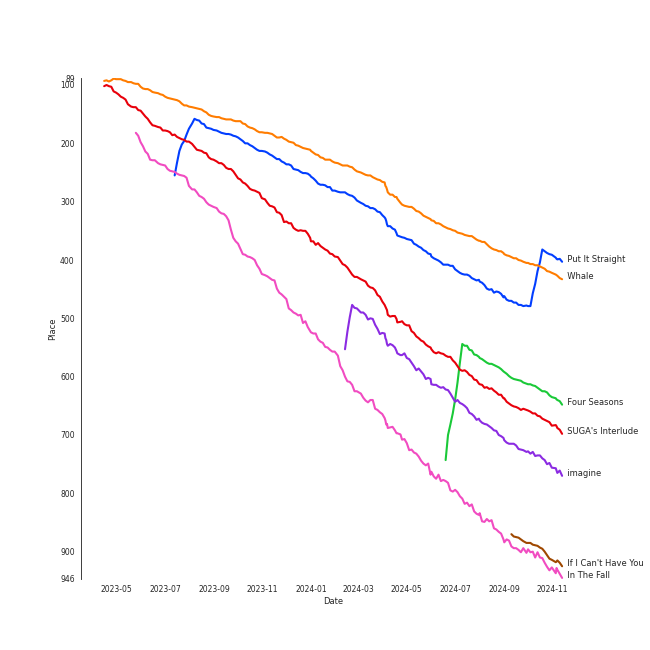 89
100
200
300
400
500
600
700
800
900
946
Place
2023-05
2023-07
2023-09
2023-11
2024-01
2024-03
2024-05
2024-07
2024-09
2024-11
Date
Put It Straight
Whale
Four Seasons
SUGA's Interlude
imagine
If I Can't Have You
In The Fall